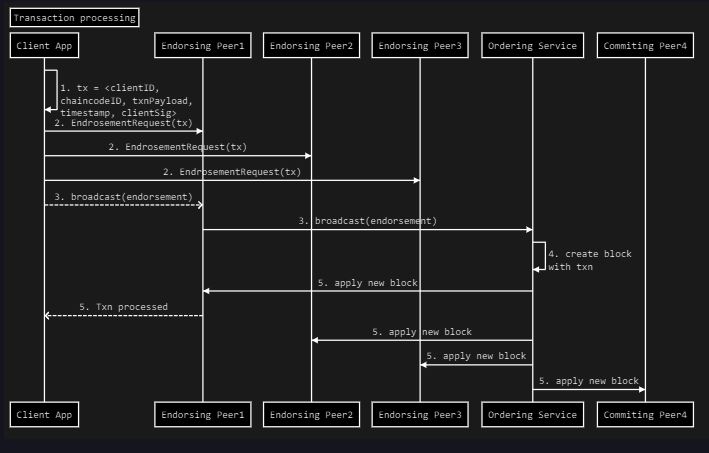 Transaction processing
Client App
Endorsing Peer1
Endorsing Peer2
Endorsing Peer3
Ordering Service
Commiting Peer4
1. tx = <clientID,
chaincodeID, txnPayload,
timestamp, clientSig>
2. EndrosementRequest(tx)
2. EndrosementRequest(tx)
2. EndrosementRequest(tx)
3. broadcast(endorsement)
3. broadcast(endorsement)
4. create block
with txn
5. apply new block
5. Txn processed
5. apply new block
5. apply new block
5. apply new block
Client App
Endorsing Peer1
Endorsing Peer2
Endorsing Peer3
Ordering Service
Commiting Peer4